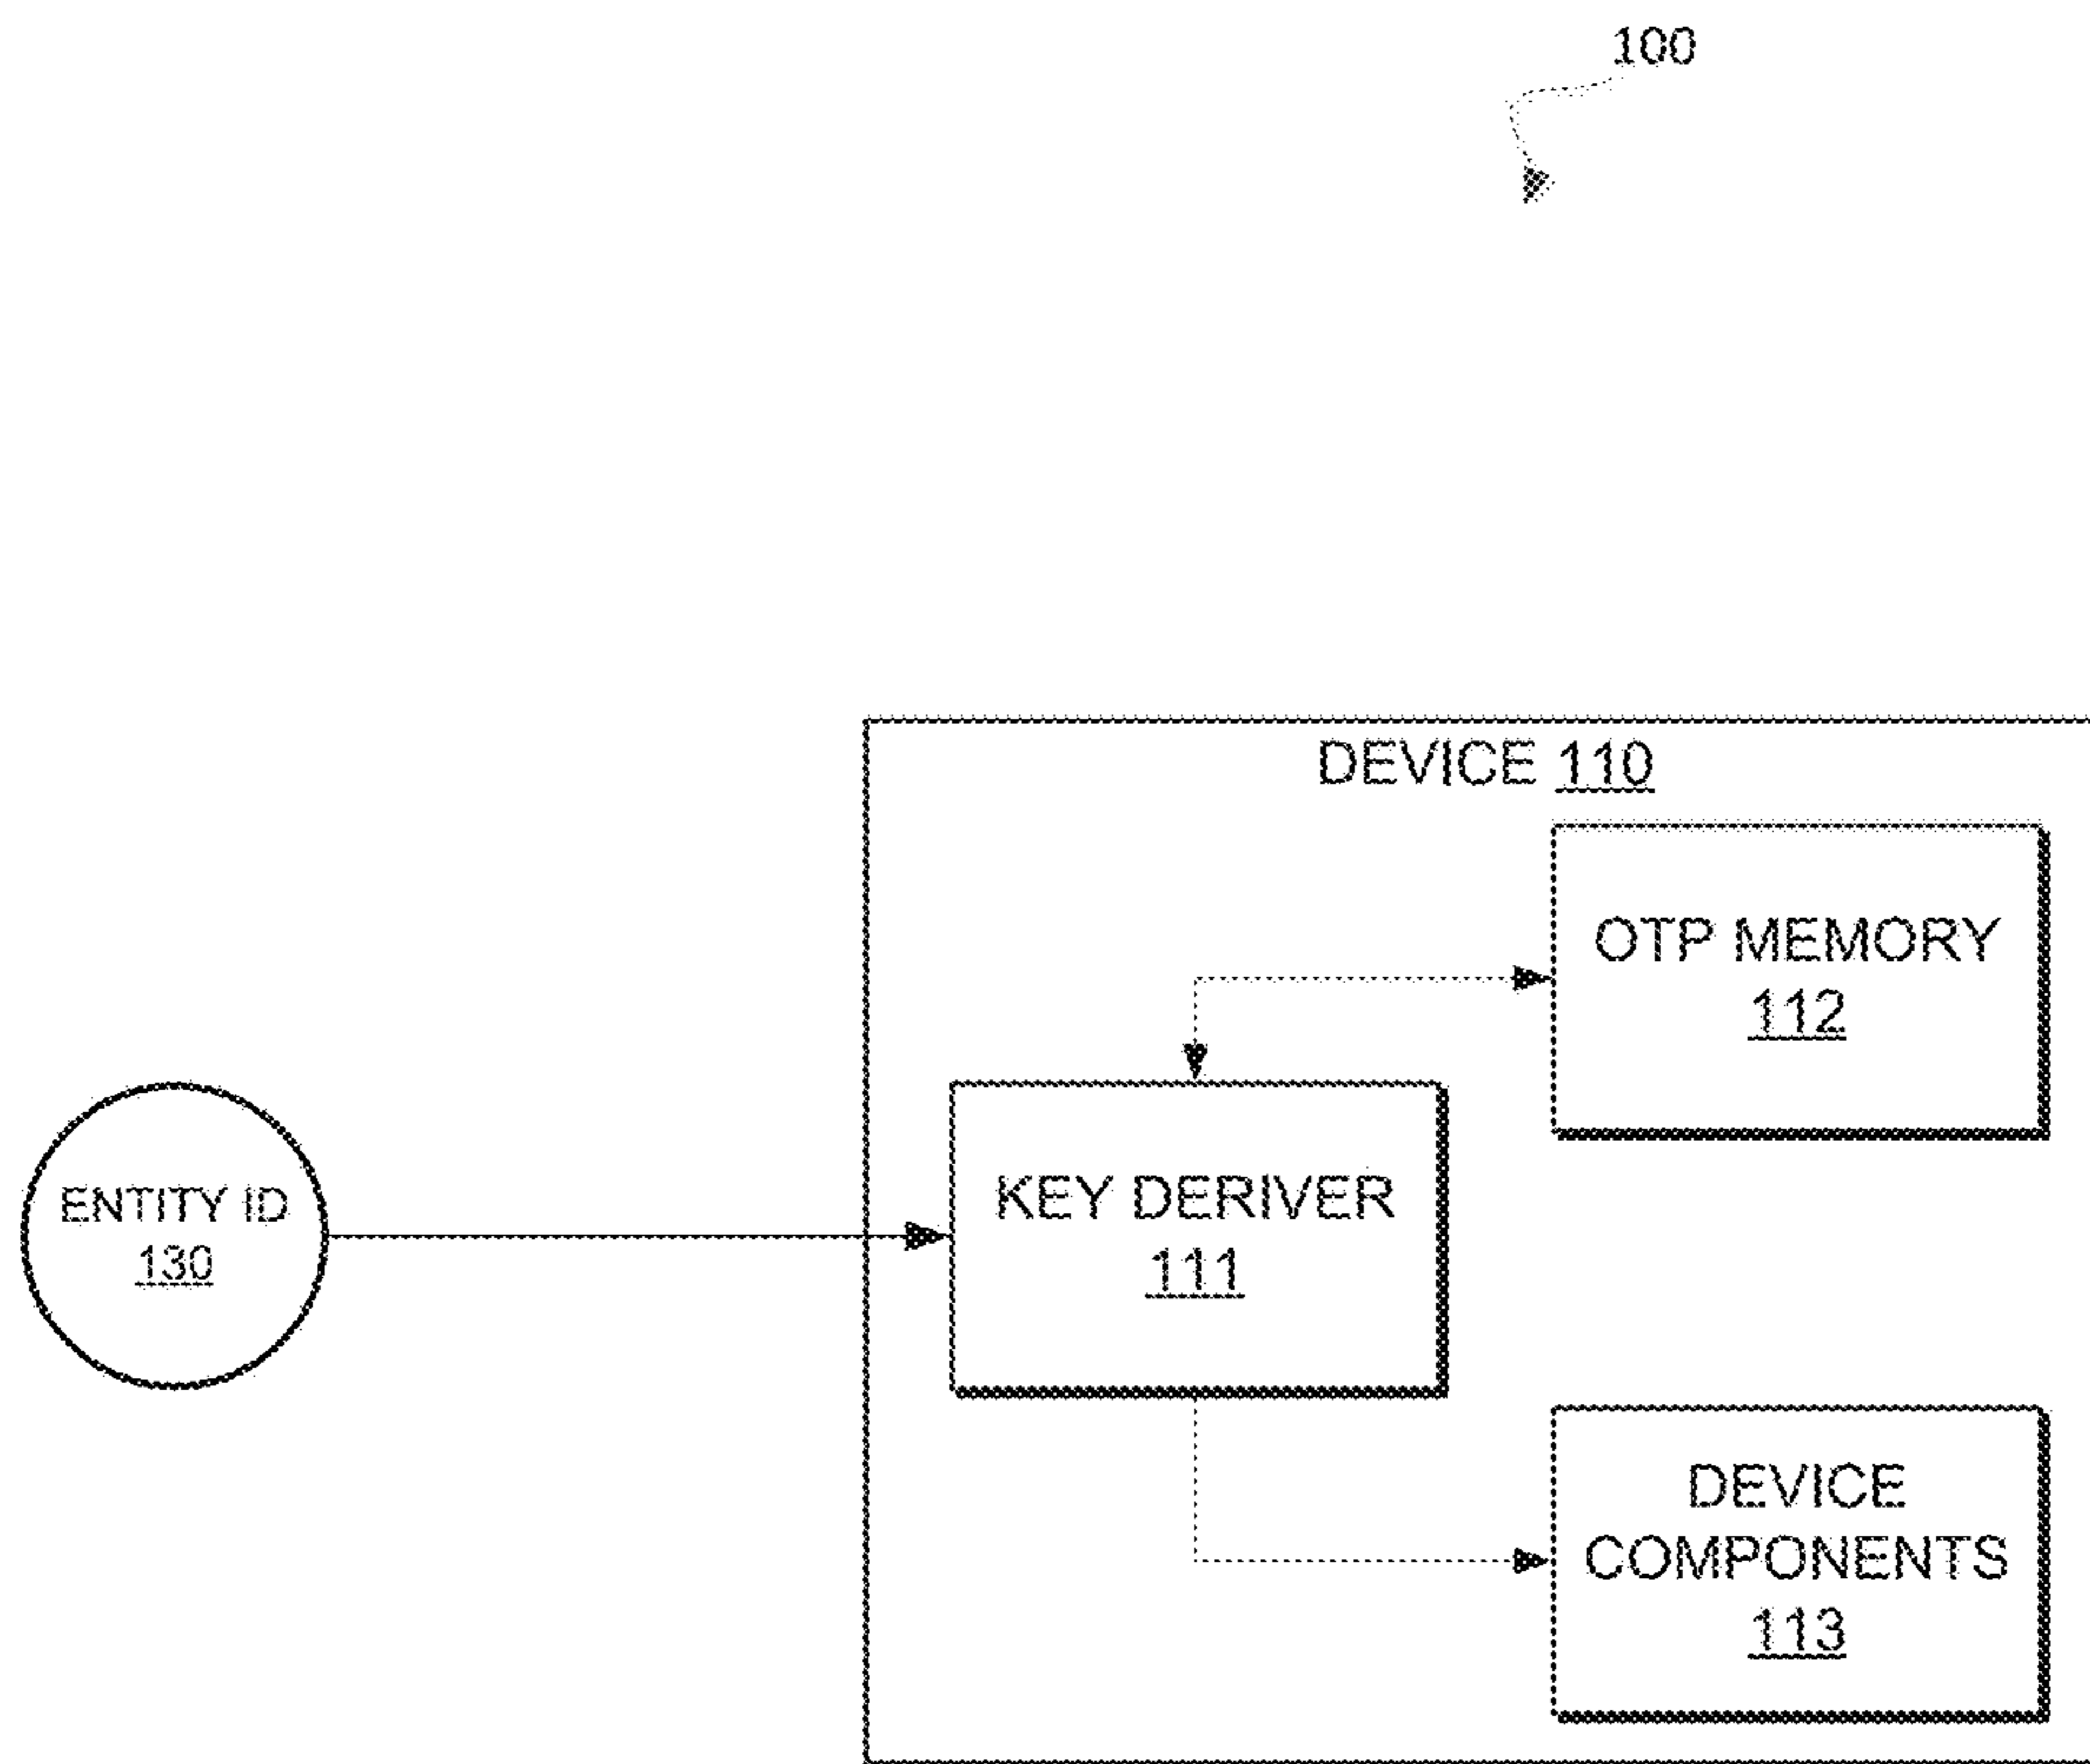 100
DEVICE 110
OTP MEMORY
112
ENTITY ID
130
KEY DERIVER
111
DEVICE
COMPONENTS
113